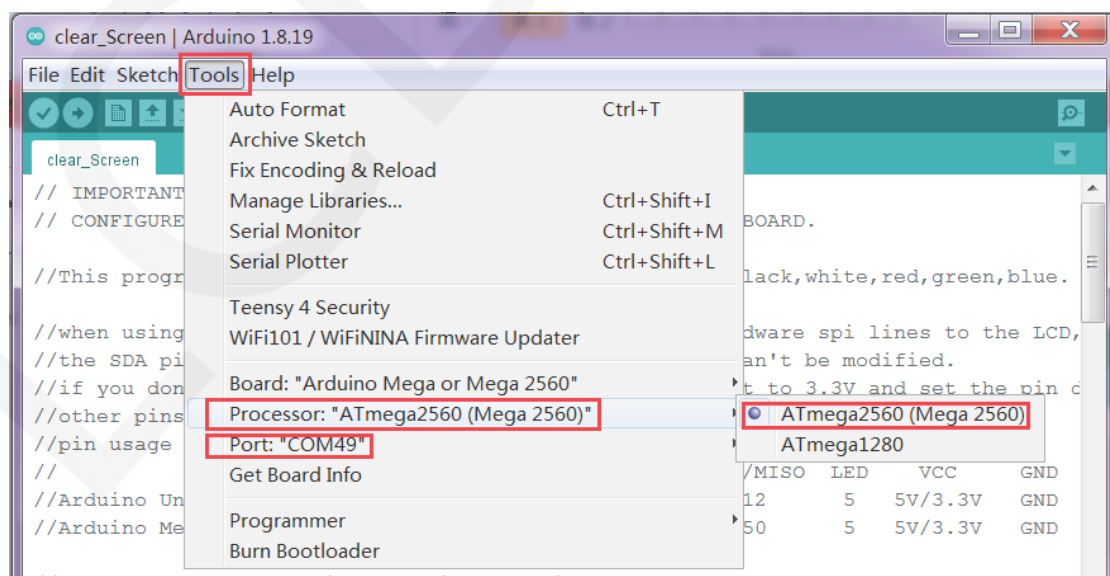 clear_Screen | Arduino 1.8.19
File Edit Sketch Tools Help
clear_Screen
Auto Format Ctrl+T
Archive Sketch
Fix Encoding & Reload
Manage Libraries... Ctrl+Shift+I
Serial Monitor Ctrl+Shift+M
Serial Plotter Ctrl+Shift+L
Teensy 4 Security
WiFi101 / WiFiNINA Firmware Updater
Board: "Arduino Mega or Mega 2560"
Processor: "ATmega2560 (Mega 2560)"
Port: "COM49"
Get Board Info
Programmer
Burn Bootloader
ATmega2560 (Mega 2560)
ATmega1280
// IMPORTANT
// CONFIGURE BOARD.
//This progr lack,white,red,green,blue.
//when using dware spi lines to the LCD,
//the SDA pi an't be modified.
//if you don t to 3.3V and set the pin
//other pins
//pin usage
// /MISO LED VCC GND
//Arduino Un 12 5 5V/3.3V GND
//Arduino Me 50 5 5V/3.3V GND